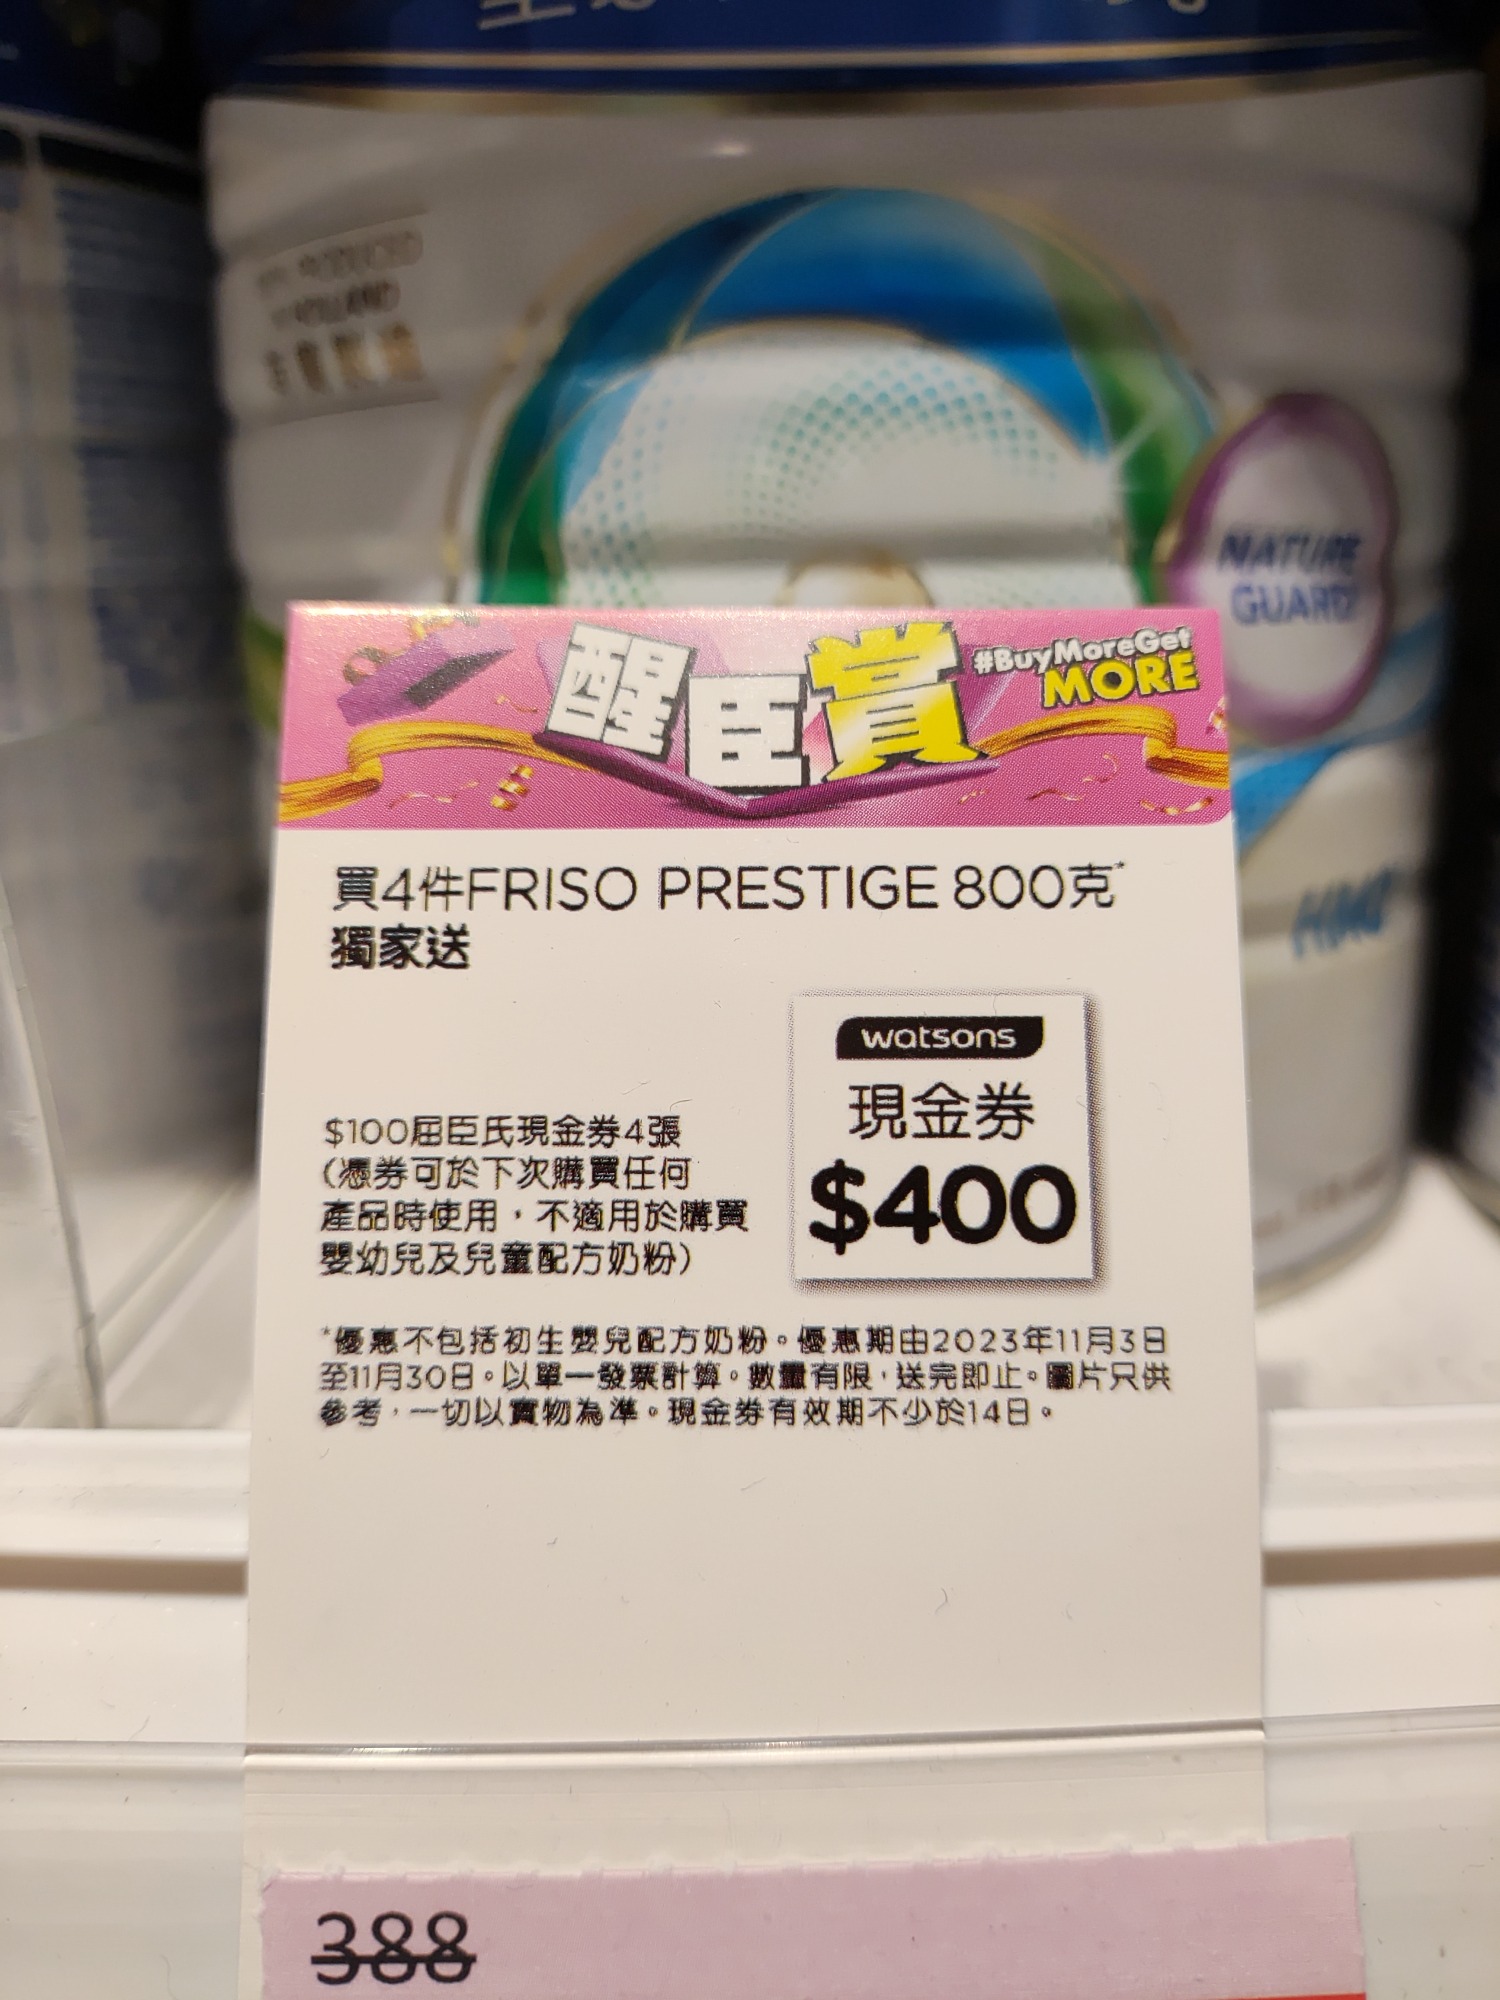 NATURE
GUARD
醒臣賞
#BuyMoreGet
MORE
買4件FRISO PRESTIGE 800克*
獨家送
watsons
現金券
$400
$100屈臣氏現金券4張
(憑券可於下次購買任何
產品時使用，不適用於購買
嬰幼兒及兒童配方奶粉)
*優惠不包括初生嬰兒配方奶粉。優惠期由2023年11月3日
至11月30日。以單一發票計算。數量有限，送完即止。圖片只供
參考，一切以實物為準。現金券有效期不少於14日。
388